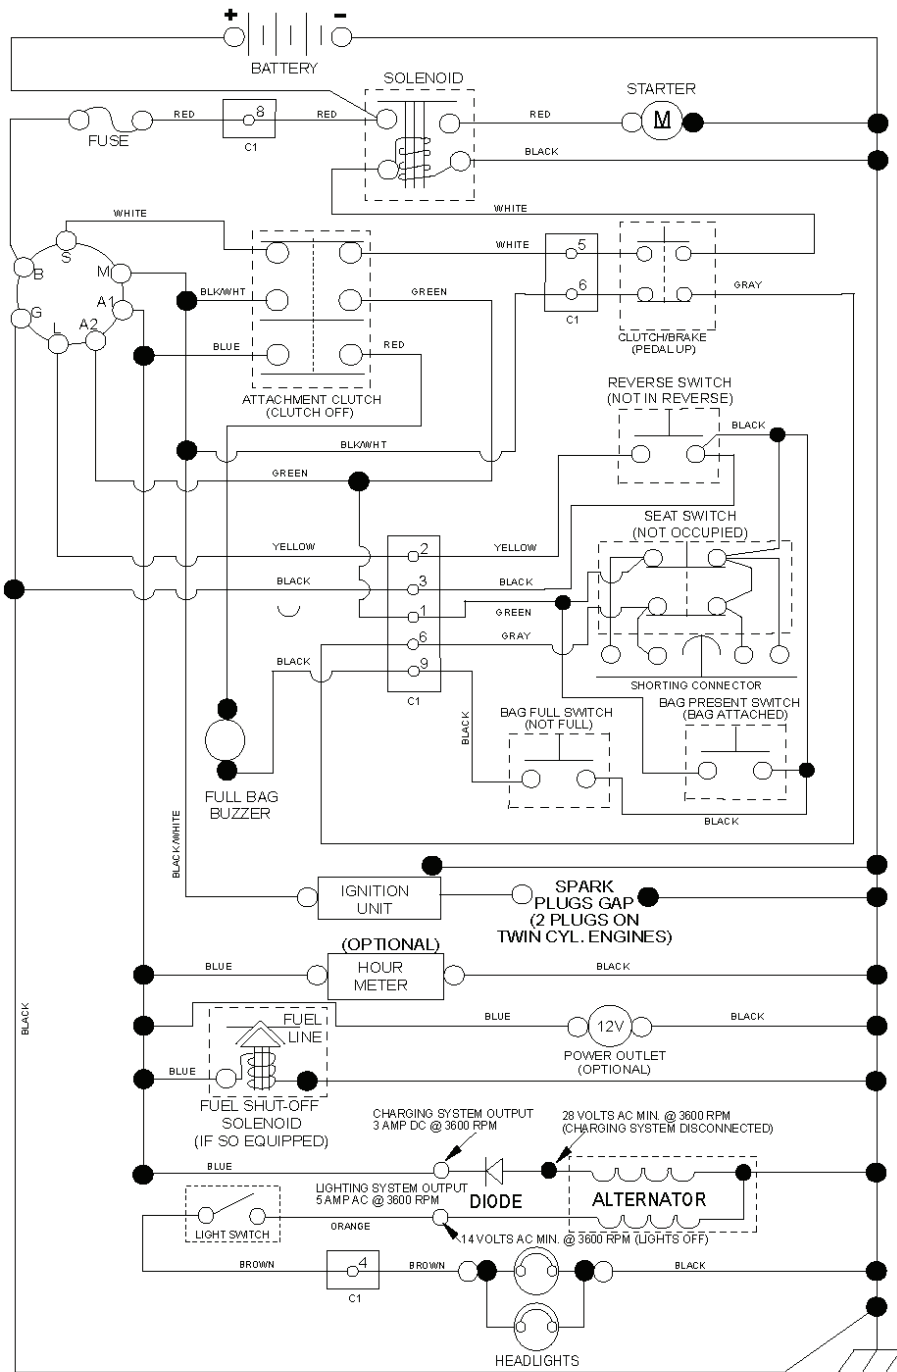 + -
BATTERY
SOLENOID
STARTER
RED 8 RED
FUSE
C1
RED
M
BLACK
WHITE
WHITE
WHITE
5
S
B
M
BLK/WHT
GREEN
6
GRAY
G
A1
L
A2
C1
BLUE
RED
CLUTCH/BRAKE
(PEDAL UP)
ATTACHMENT CLUTCH
(CLUTCH OFF)
REVERSE SWITCH
(NOT IN REVERSE)
BLACK
BLK/WHT
GREEN
SEAT SWITCH
(NOT OCCUPIED)
YELLOW 2 YELLOW
BLACK 3 BLACK
1 GREEN
6 GRAY
BLACK 9
C1
SHORTING CONNECTOR
BAG PRESENT SWITCH
(BAG ATTACHED)
BAG FULL SWITCH
(NOT FULL)
BLACK
FULL BAG
BUZZER
BLACK
BLACK/WHITE
IGNITION
UNIT
SPARK
PLUGS GAP
(2 PLUGS ON
TWIN CYL. ENGINES)
(OPTIONAL)
BLUE
HOUR
METER
BLACK
BLACK
FUEL
LINE
BLUE 12V BLACK
POWER OUTLET
(OPTIONAL)
BLUE
FUEL SHUT-OFF
SOLENOID
(IF SO EQUIPPED)
CHARGING SYSTEM OUTPUT
3 AMP DC @ 3600 RPM
28 VOLTS AC MIN. @ 3600 RPM
(CHARGING SYSTEM DISCONNECTED)
BLUE
LIGHTING SYSTEM OUTPUT
5 AMP AC @ 3600 RPM
DIODE
ALTERNATOR
LIGHT SWITCH
ORANGE
14 VOLTS AC MIN. @ 3600 RPM (LIGHTS OFF)
BROWN 4 BROWN
BLACK
C1
HEADLIGHTS